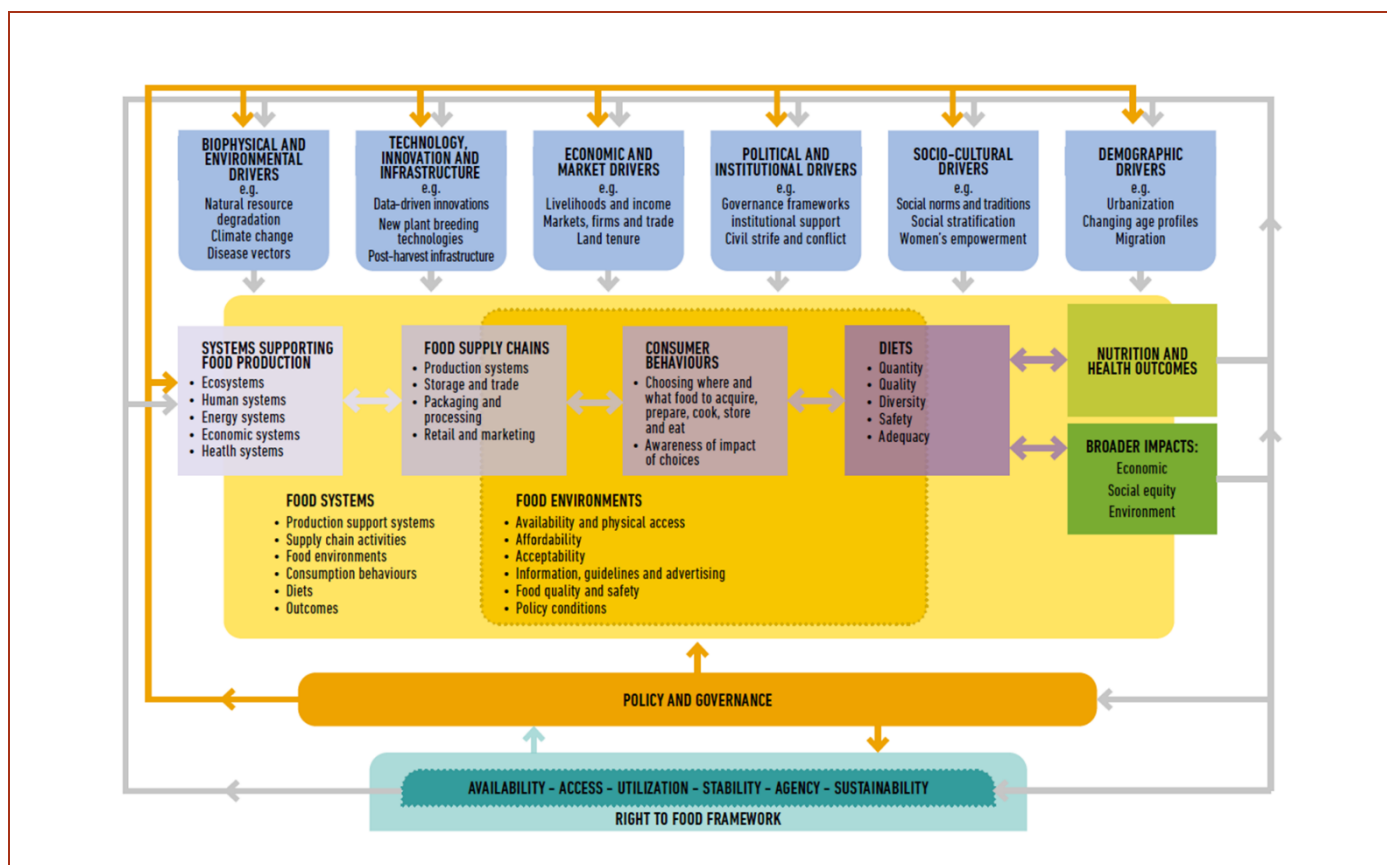 BIOPHYSICAL AND
ENVIRONMENTAL
DRIVERS
e.g.
Natural resource
degradation
Climate change
Disease vectors
TECHNOLOGY,
INNOVATION AND
INFRASTRUCTURE
e.g.
Data-driven innovations
New plant breeding
technologies
Post-harvest infrastructure
ECONOMIC AND
MARKET DRIVERS
e.g.
Livelihoods and income
Markets, firms and trade
Land tenure
POLITICAL AND
INSTITUTIONAL DRIVERS
e.g.
Governance frameworks
institutional support
Civil strife and conflict
SOCIO-CULTURAL
DRIVERS
e.g.
Social norms and traditions
Social stratification
Women's empowerment
DEMOGRAPHIC
DRIVERS
e.g.
Urbanization
Changing age profiles
Migration
SYSTEMS SUPPORTING
FOOD PRODUCTION
• Ecosystems
• Human systems
• Energy systems
• Economic systems
• Health systems
FOOD SUPPLY CHAINS
• Production systems
• Storage and trade
• Packaging and
processing
• Retail and marketing
CONSUMER
BEHAVIOURS
• Choosing where and
what food to acquire,
prepare, cook, store
and eat
• Awareness of impact
of choices
DIETS
• Quantity
• Quality
• Diversity
• Safety
• Adequacy
NUTRITION AND
HEALTH OUTCOMES
BROADER IMPACTS:
Economic
Social equity
Environment
FOOD SYSTEMS
• Production support systems
• Supply chain activities
• Food environments
• Consumption behaviours
• Diets
• Outcomes
FOOD ENVIRONMENTS
• Availability and physical access
• Affordability
• Acceptability
• Information, guidelines and advertising
• Food quality and safety
• Policy conditions
POLICY AND GOVERNANCE
AVAILABILITY – ACCESS – UTILIZATION – STABILITY – AGENCY – SUSTAINABILITY
RIGHT TO FOOD FRAMEWORK